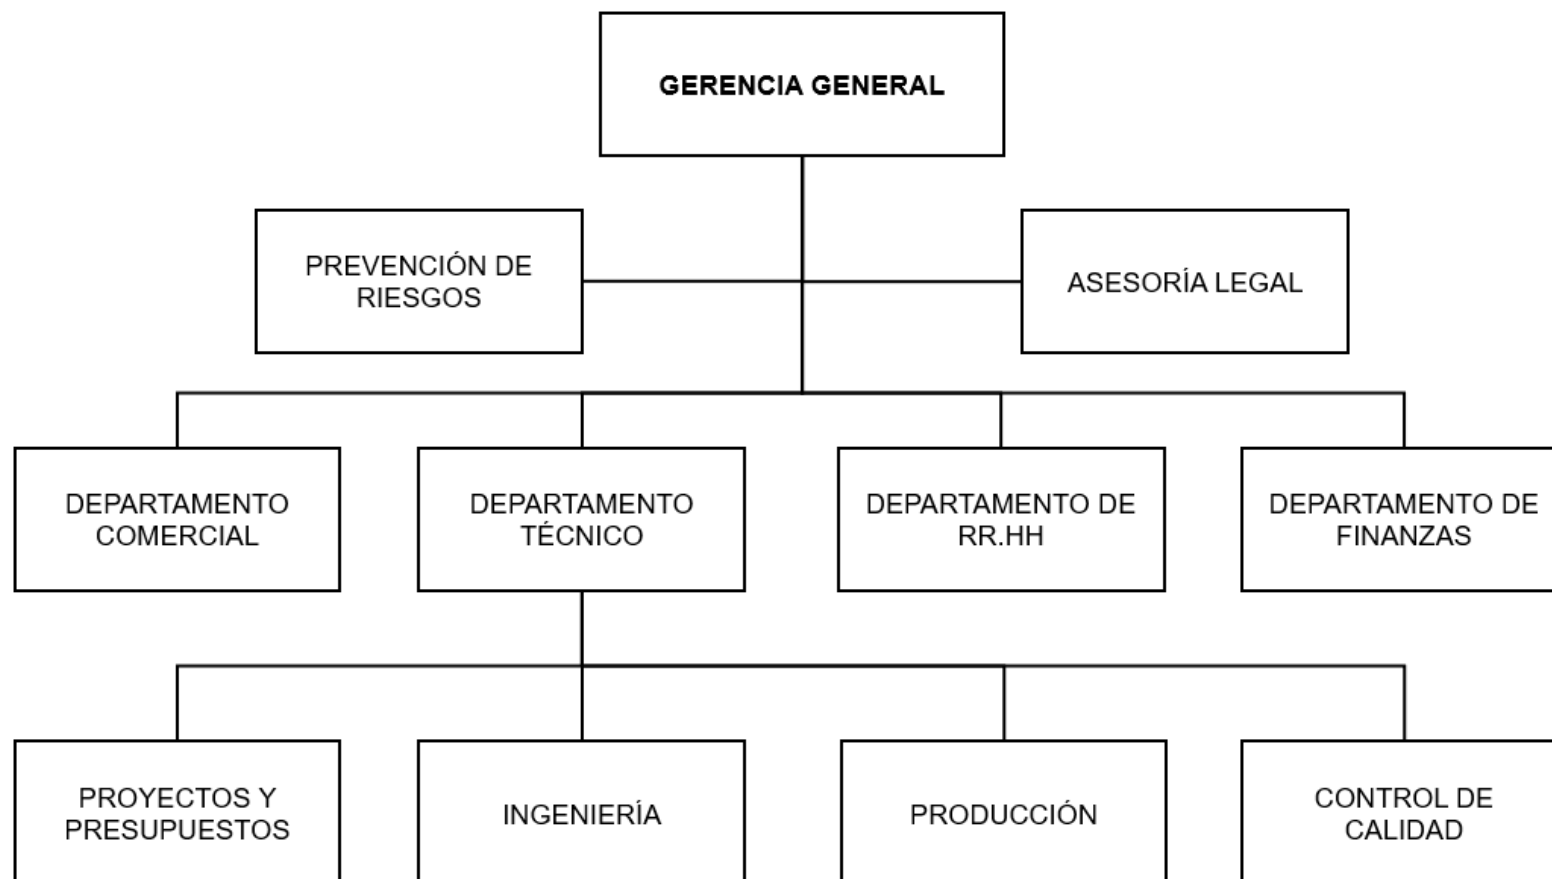 GERENCIA GENERAL
PREVENCIÓN DE
RIESGOS
ASESORÍA LEGAL
DEPARTAMENTO
COMERCIAL
DEPARTAMENTO
TÉCNICO
DEPARTAMENTO DE
RR.HH
DEPARTAMENTO DE
FINANZAS
PROYECTOS Y
PRESUPUESTOS
INGENIERÍA
PRODUCCIÓN
CONTROL DE
CALIDAD